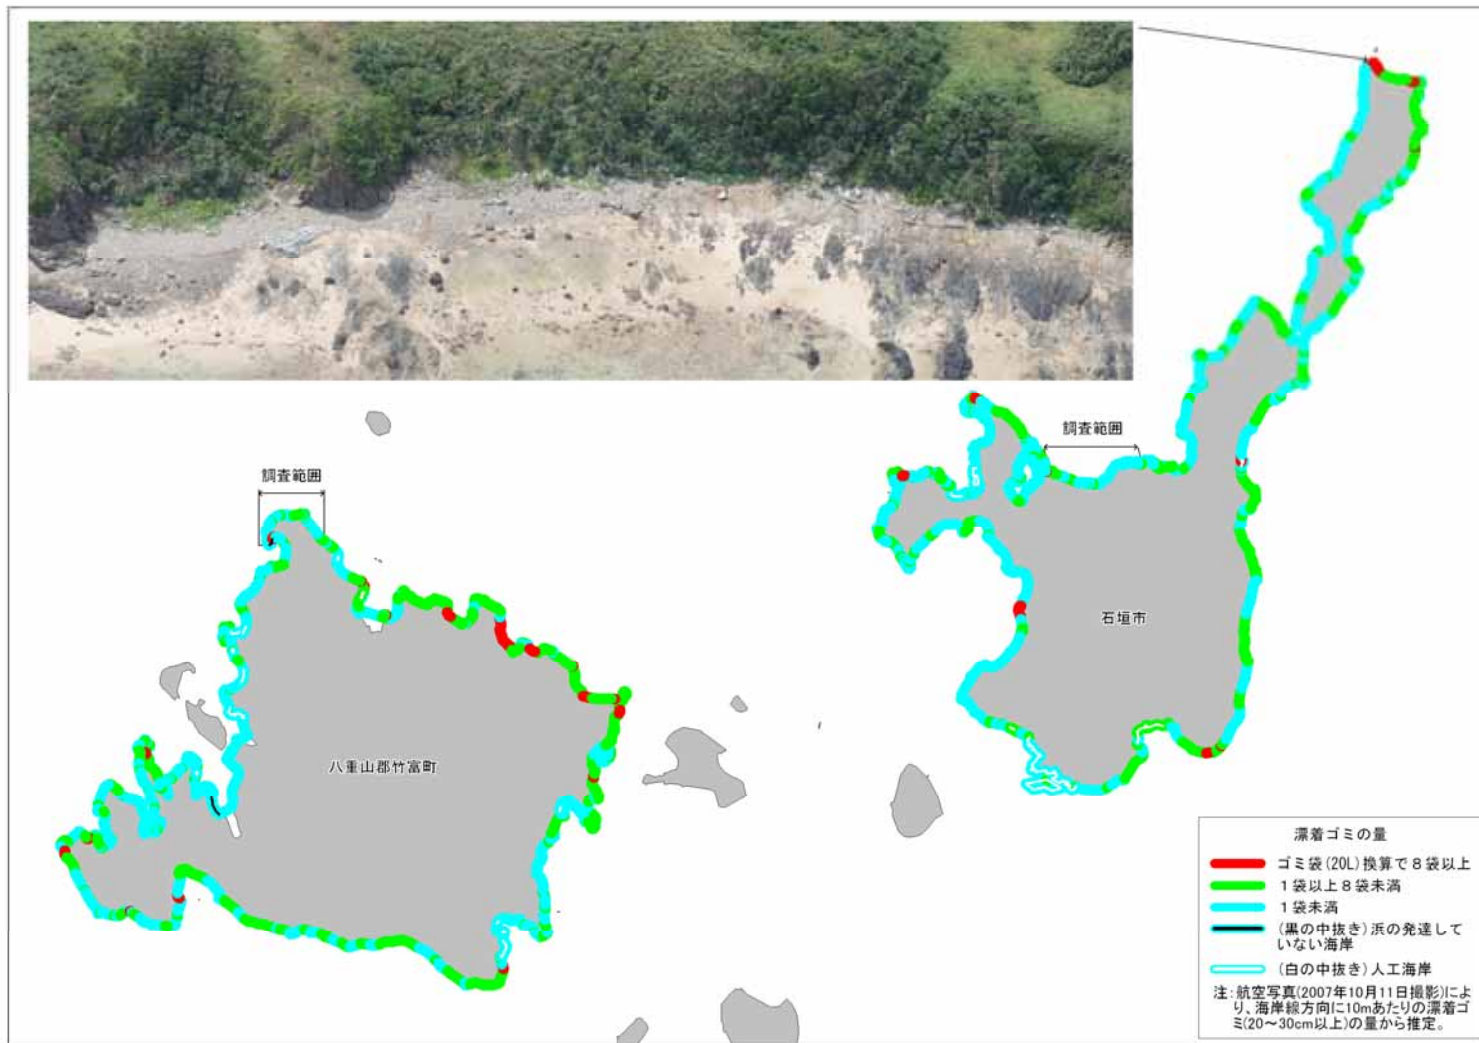 調査範囲
調査範囲
石垣市
八重山郡竹富町
漂着ゴミの量
ゴミ袋(20L)換算で8袋以上
1袋以上8袋未満
1袋未満
(黒の中抜き)浜の発達して
いない海岸
(白の中抜き)人工海岸
注:航空写真(2007年10月11日撮影)によ
り、海岸線方向に10mあたりの漂着ゴ
ミ(20~30cm以上)の量から推定。